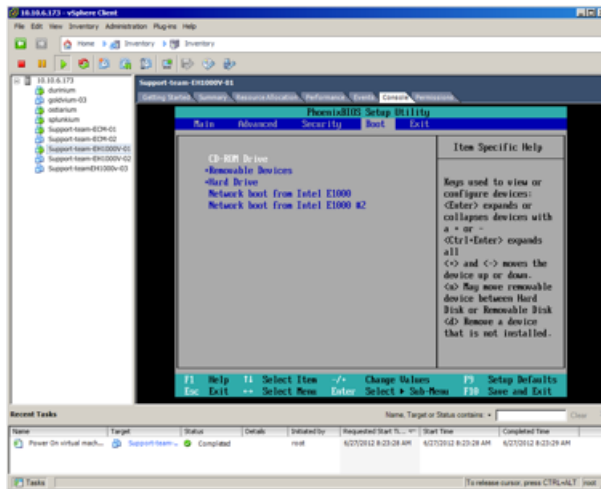 10.10.6.173 - vSphere Client
File Edit View Inventory Administration Plug-ins Help
Home Inventory Inventory
10.10.6.173
durinium
goldvium-03
ostarium
splunkium
Support-team-ECM-01
Support-team-ECM-02
Support-team-EH1000V-01
Support-team-EH1000V-02
Support-teamEH1000v-03
Support-team-EH1000V-01
Getting Started Summary Resource Allocation Performance Events Console Permissions
PhoenixBIOS Setup Utility
Main Advanced Security Boot Exit
CD-ROM Drive
+Removable Devices
+Hard Drive
Network boot from Intel E1000
Network boot from Intel E1000 #2
Item Specific Help
Keys used to view or
configure devices:
<Enter> expands or
collapses devices with
a + or -
<Ctrl+Enter> expands
all
<+> and <-> moves the
device up or down.
<n> May move removable
device between Hard
Disk or Removable Disk
<d> Remove a device
that is not installed.
F1 Help ↑↓ Select Item -/+ Change Values F9 Setup Defaults
Esc Exit ↔ Select Menu Enter Select ▸ Sub-Menu F10 Save and Exit
Recent Tasks
Name, Target or Status contains: Clear
Name Target Status Details Initiated by Requested Start Ti... Start Time Completed Time
Power On virtual mach... Support-team-... Completed root 6/27/2012 8:23:28 AM 6/27/2012 8:23:28 AM 6/27/2012 8:23:29 AM
Tasks
To release cursor, press CTRL+ALT root